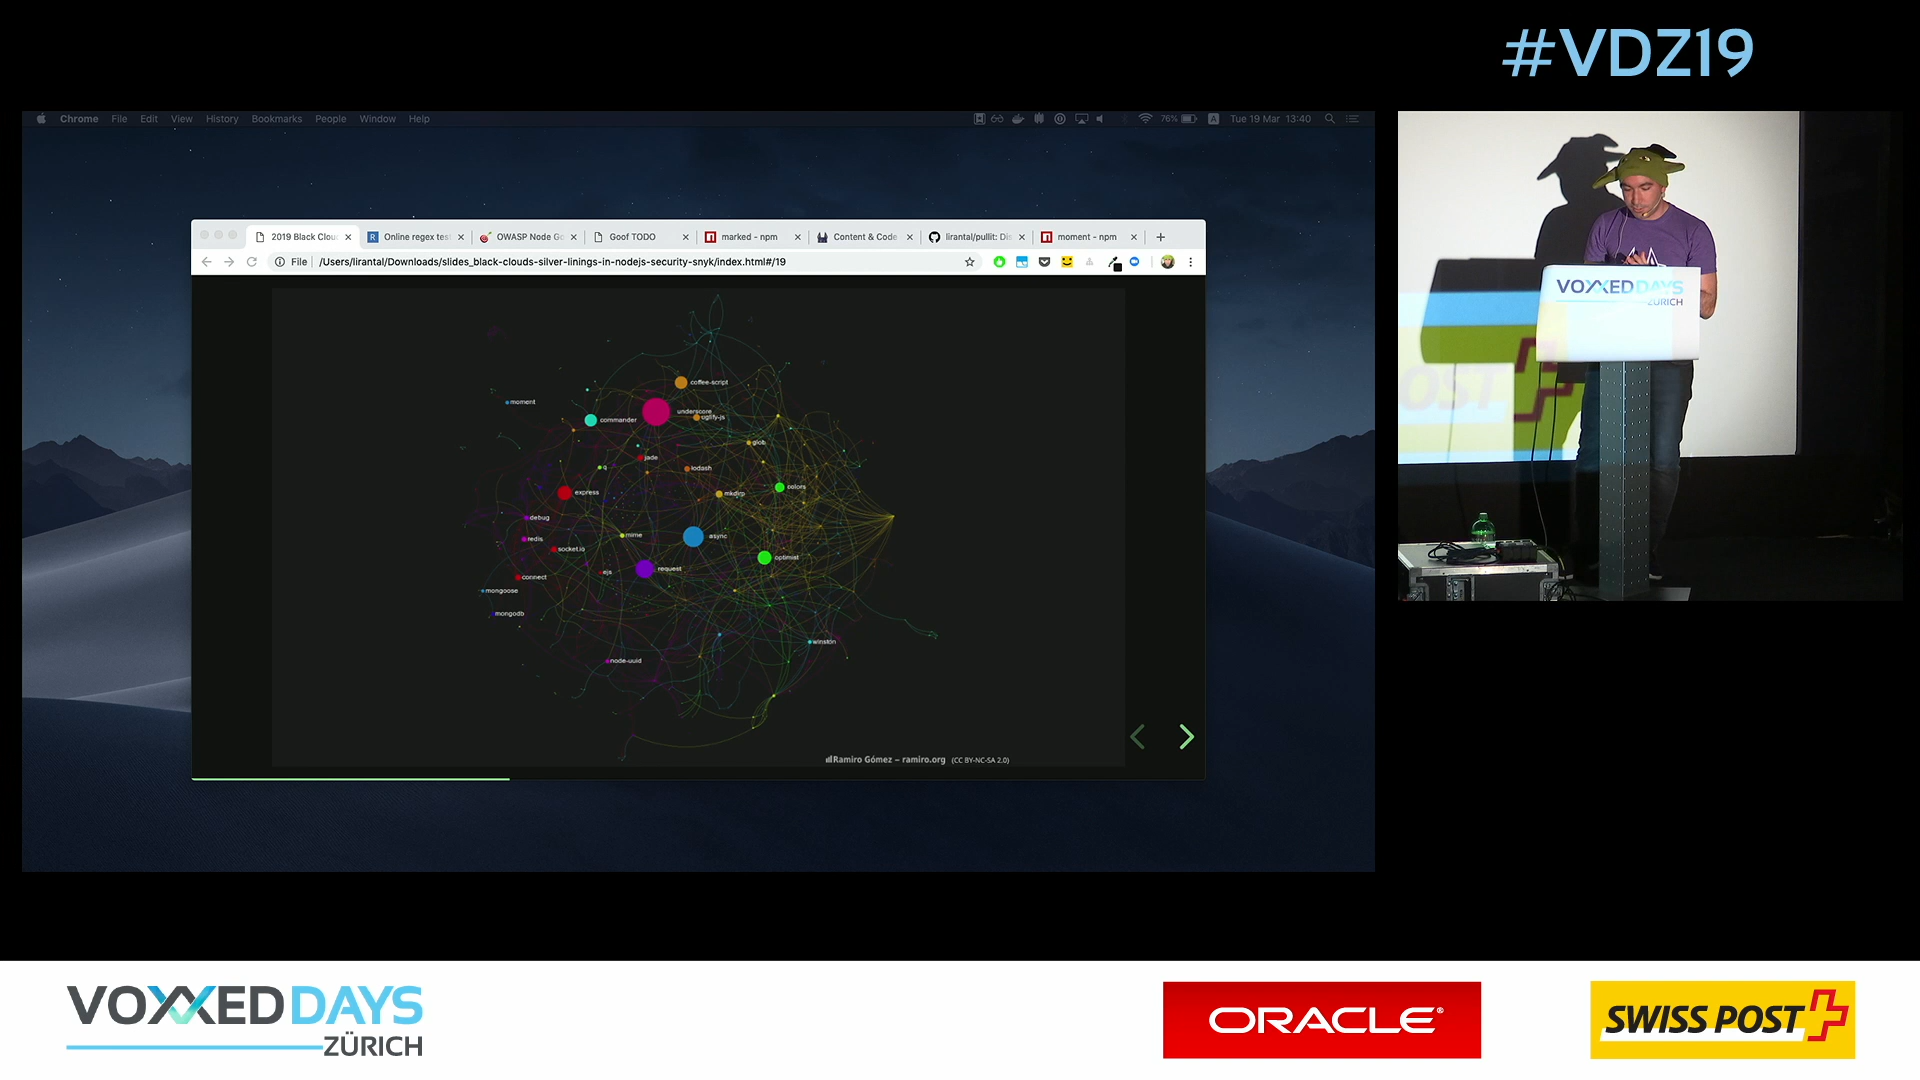 #VDZ19
Chrome File Edit View History Bookmarks People Window Help
76% A Tue 19 Mar 13:40
2019 Black Clou
Online regex tes
OWASP Node Go
Goof TODO
marked - npm
Content & Code
lirantal/pullit: Dis
moment - npm
File /Users/lirantal/Downloads/slides_black-clouds-silver-linings-in-nodejs-security-snyk/index.html#/19
coffee-script
moment
underscore
uglify-js
commander
glob
jade
q
lodash
colors
express
mkdirp
debug
mime
async
redis
socket.io
optimist
request
ejs
connect
mongoose
mongodb
winston
node-uuid
Ramiro Gómez – ramiro.org (CC BY-NC-SA 2.0)
VOXXED DAYS
ZÜRICH
POST
VOXXED DAYS
ZÜRICH
ORACLE®
SWISS POST